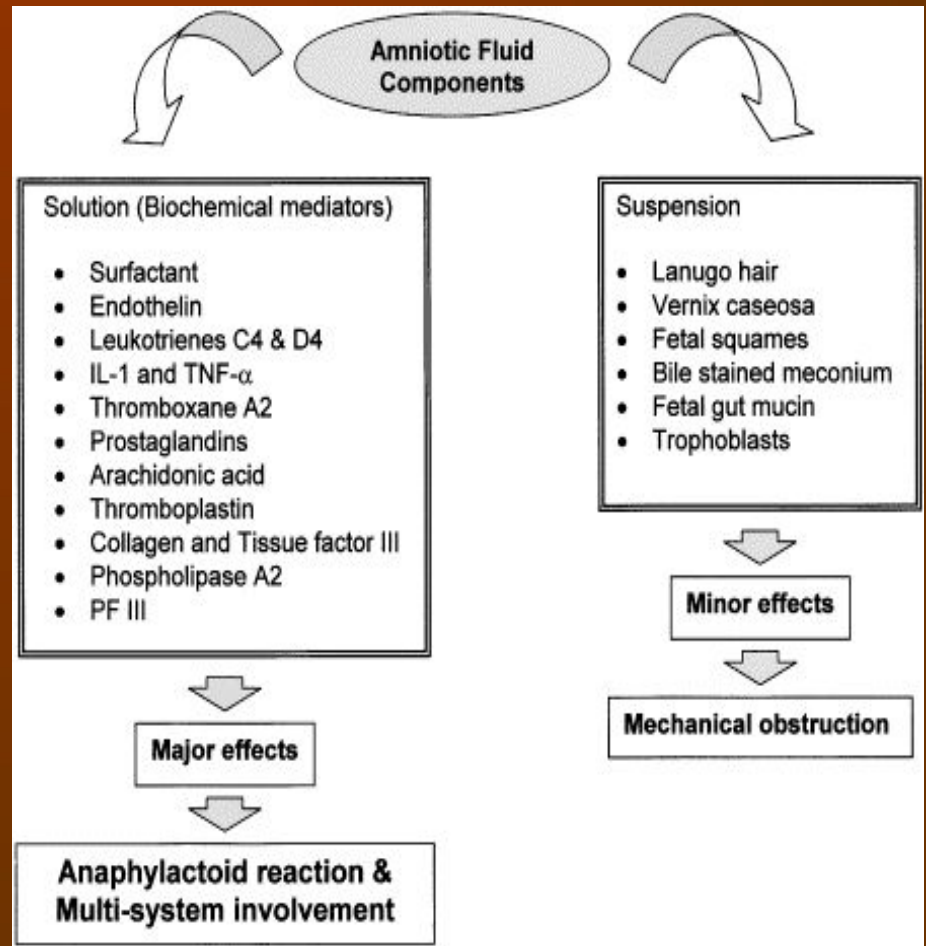 Amniotic Fluid
Components
Solution (Biochemical mediators)
• Surfactant
• Endothelin
• Leukotrienes C4 & D4
• IL-1 and TNF-α
• Thromboxane A2
• Prostaglandins
• Arachidonic acid
• Thromboplastin
• Collagen and Tissue factor III
• Phospholipase A2
• PF III
Major effects
Anaphylactoid reaction &
Multi-system involvement
Suspension
• Lanugo hair
• Vernix caseosa
• Fetal squames
• Bile stained meconium
• Fetal gut mucin
• Trophoblasts
Minor effects
Mechanical obstruction